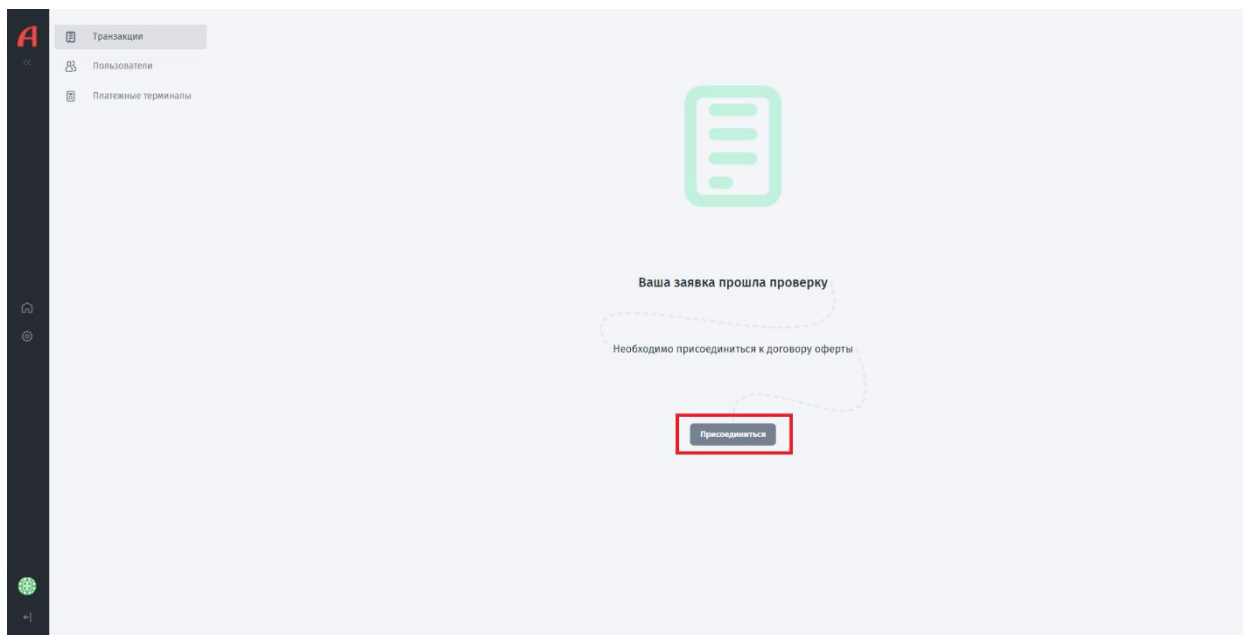 A
Транзакции
<<
Пользователи
Платежные терминалы
Ваша заявка прошла проверку
Необходимо присоединиться к договору оферты
Присоединиться